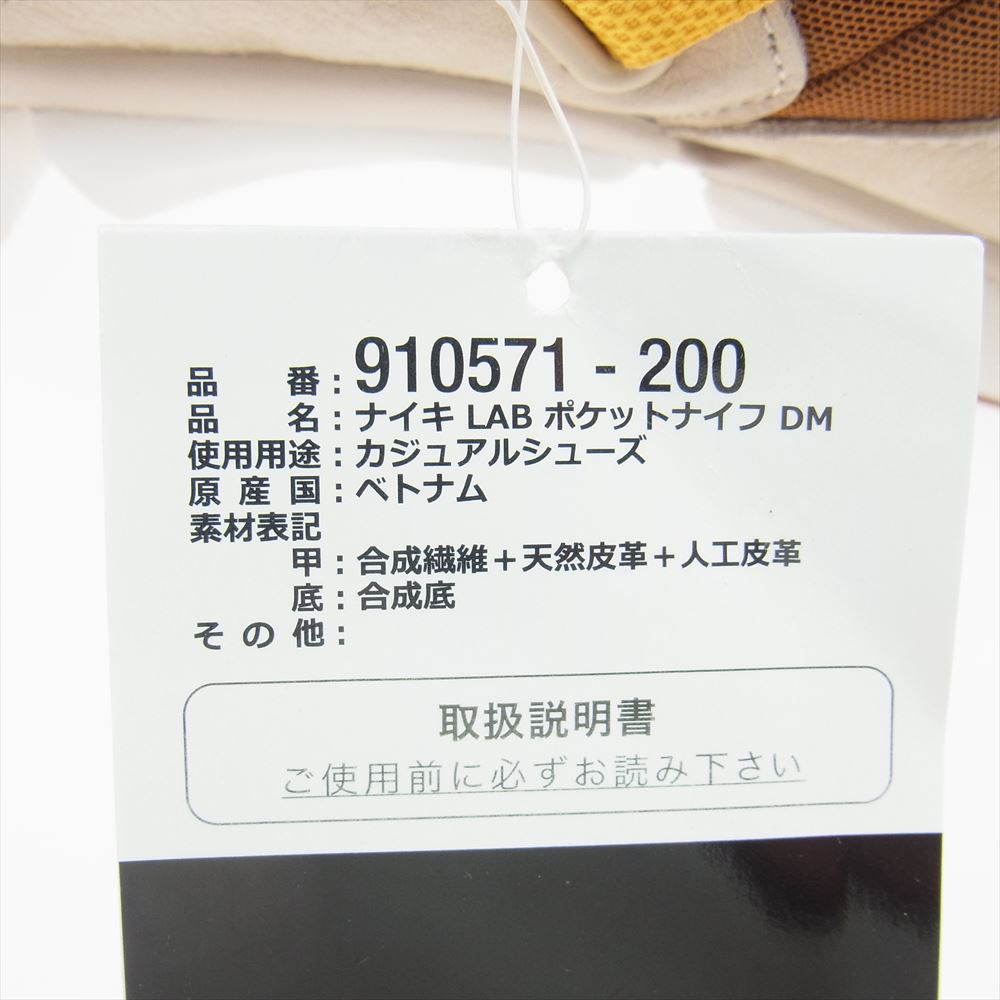 品番：910571 - 200
品名：ナイキ LAB ポケットナイフ DM
使用用途：カジュアルシューズ
原産国：ベトナム
素材表記
甲：合成繊維＋天然皮革＋人工皮革
底：合成底
その他：
取扱説明書
ご使用前に必ずお読み下さい